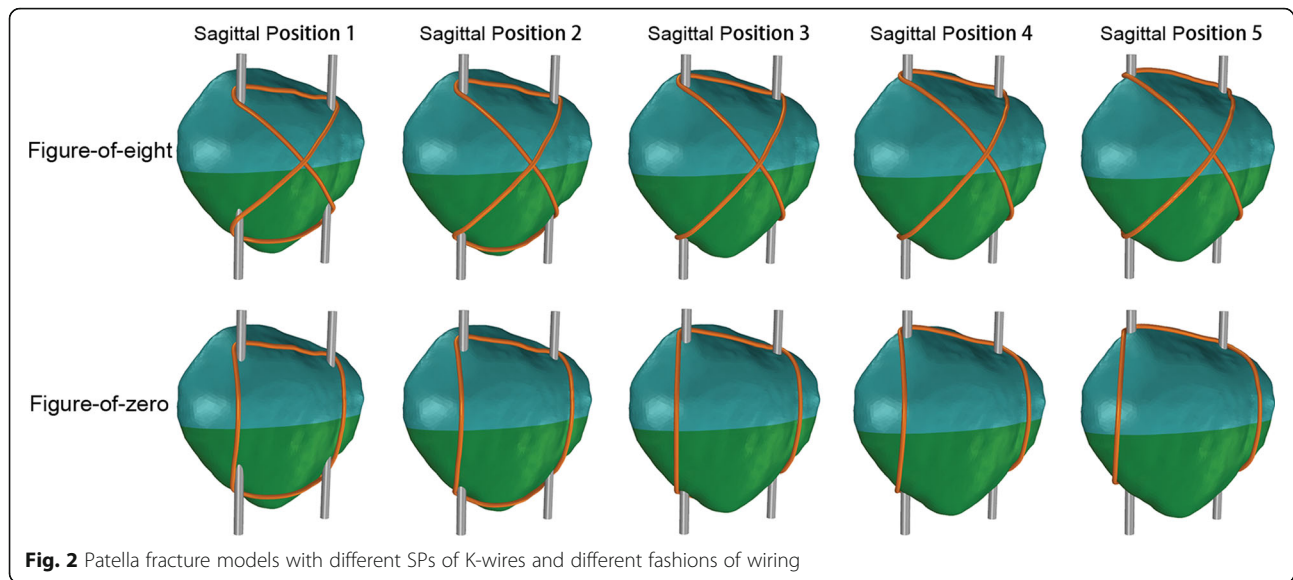 Sagittal Position 1 Sagittal Position 2 Sagittal Position 3 Sagittal Position 4 Sagittal Position 5
Figure-of-eight
Figure-of-zero
Fig. 2 Patella fracture models with different SPs of K-wires and different fashions of wiring